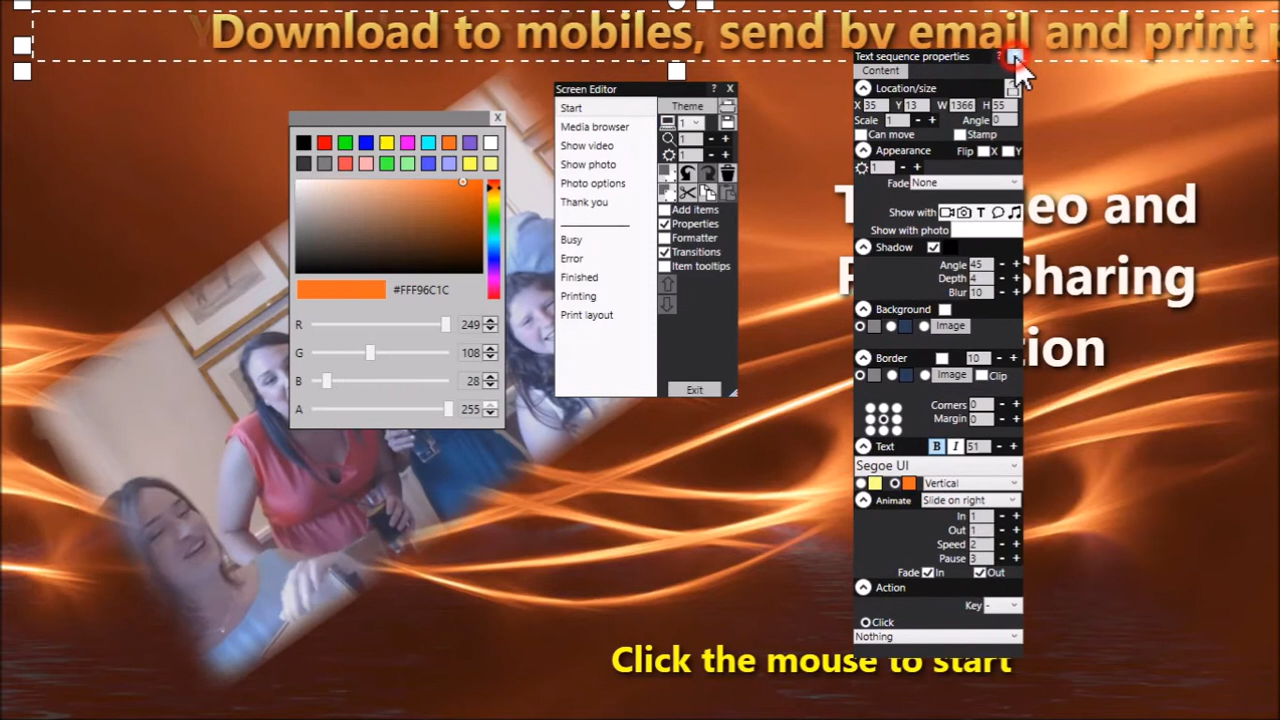 Download to mobiles, send by email and print
Text sequence properties ?
Content
Location/size
X 35 Y 13 W 1366 H 55
Scale 1 - + Angle 0
Can move Stamp
Appearance Flip X Y
1 - +
Fade None
Show with T
Show with photo
Shadow
Angle 45 - +
Depth 4 - +
Blur 10 - +
Background
Image
Border 10 - +
Image Clip
Corners 0 - +
Margin 0 - +
Text B I 51 - +
Segoe UI
Vertical
Animate Slide on right
In 1 - +
Out 1 - +
Speed 2 - +
Pause 3 - +
Fade In Out
Action
Key -
Click
Nothing
Screen Editor ? X
Start
Media browser
Show video
Show photo
Photo options
Thank you
Busy
Error
Finished
Printing
Print layout
Theme
1
1 - +
1 - +
Add items
Properties
Formatter
Transitions
Item tooltips
Exit
X
#FFF96C1C
R 249
G 108
B 28
A 255
and
Sharing
Click the mouse to start